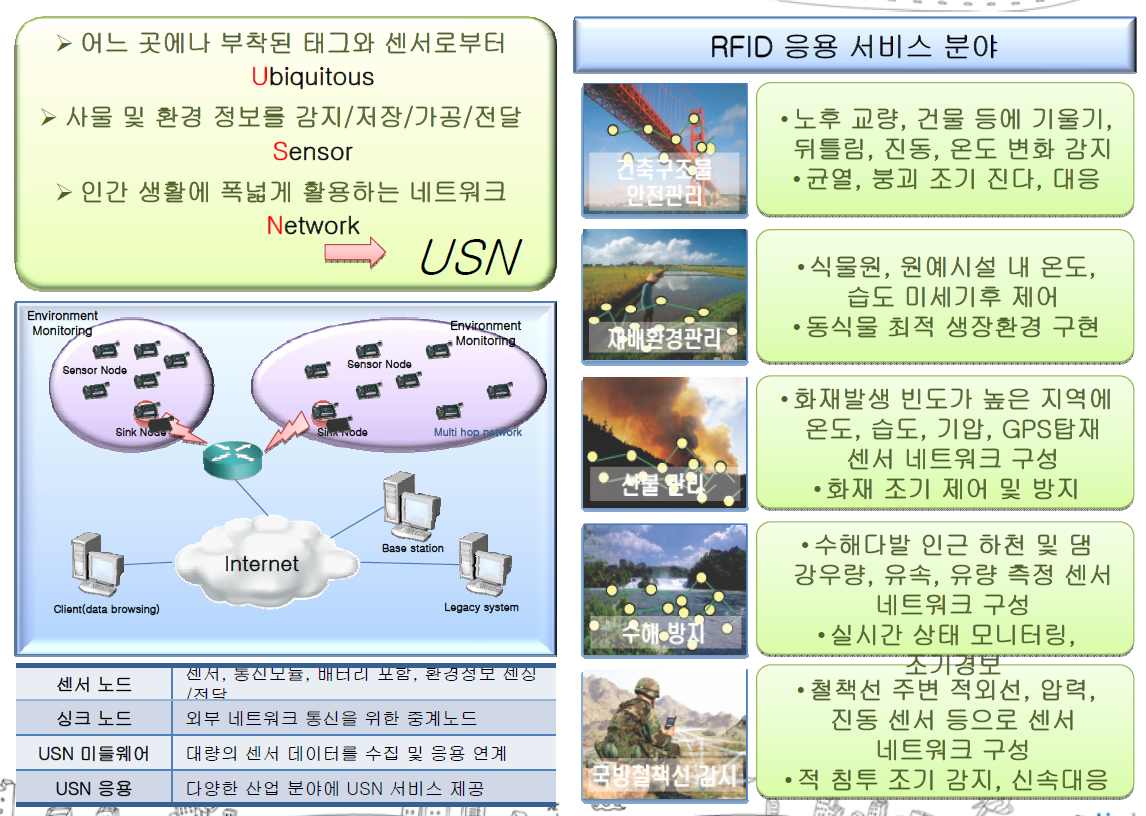 ➢ 어느 곳에나 부착된 태그와 센서로부터
Ubiquitous
➢ 사물 및 환경 정보를 감지/저장/가공/전달
Sensor
➢ 인간 생활에 폭넓게 활용하는 네트워크
Network
USN
Environment
Monitoring
Sensor Node
Sink Node
Environment
Monitoring
Sensor Node
Sink Node
Multi hop network
Internet
Base station
Client(data browsing)
Legacy system
센서 노드
센서, 통신모듈, 배터리 포함, 환경정보 센싱
/전달
싱크 노드
외부 네트워크 통신을 위한 중계노드
USN 미들웨어
대량의 센서 데이터를 수집 및 응용 연계
USN 응용
다양한 산업 분야에 USN 서비스 제공
RFID 응용 서비스 분야
건축구조물
안전관리
•노후 교량, 건물 등에 기울기,
뒤틀림, 진동, 온도 변화 감지
•균열, 붕괴 조기 진다, 대응
재배환경관리
•식물원, 원예시설 내 온도,
습도 미세기후 제어
•동식물 최적 생장환경 구현
산불 관리
•화재발생 빈도가 높은 지역에
온도, 습도, 기압, GPS탑재
센서 네트워크 구성
•화재 조기 제어 및 방지
수해 방지
•수해다발 인근 하천 및 댐
강우량, 유속, 유량 측정 센서
네트워크 구성
•실시간 상태 모니터링,
조기경보
국방철책선 감시
•철책선 주변 적외선, 압력,
진동 센서 등으로 센서
네트워크 구성
•적 침투 조기 감지, 신속대응